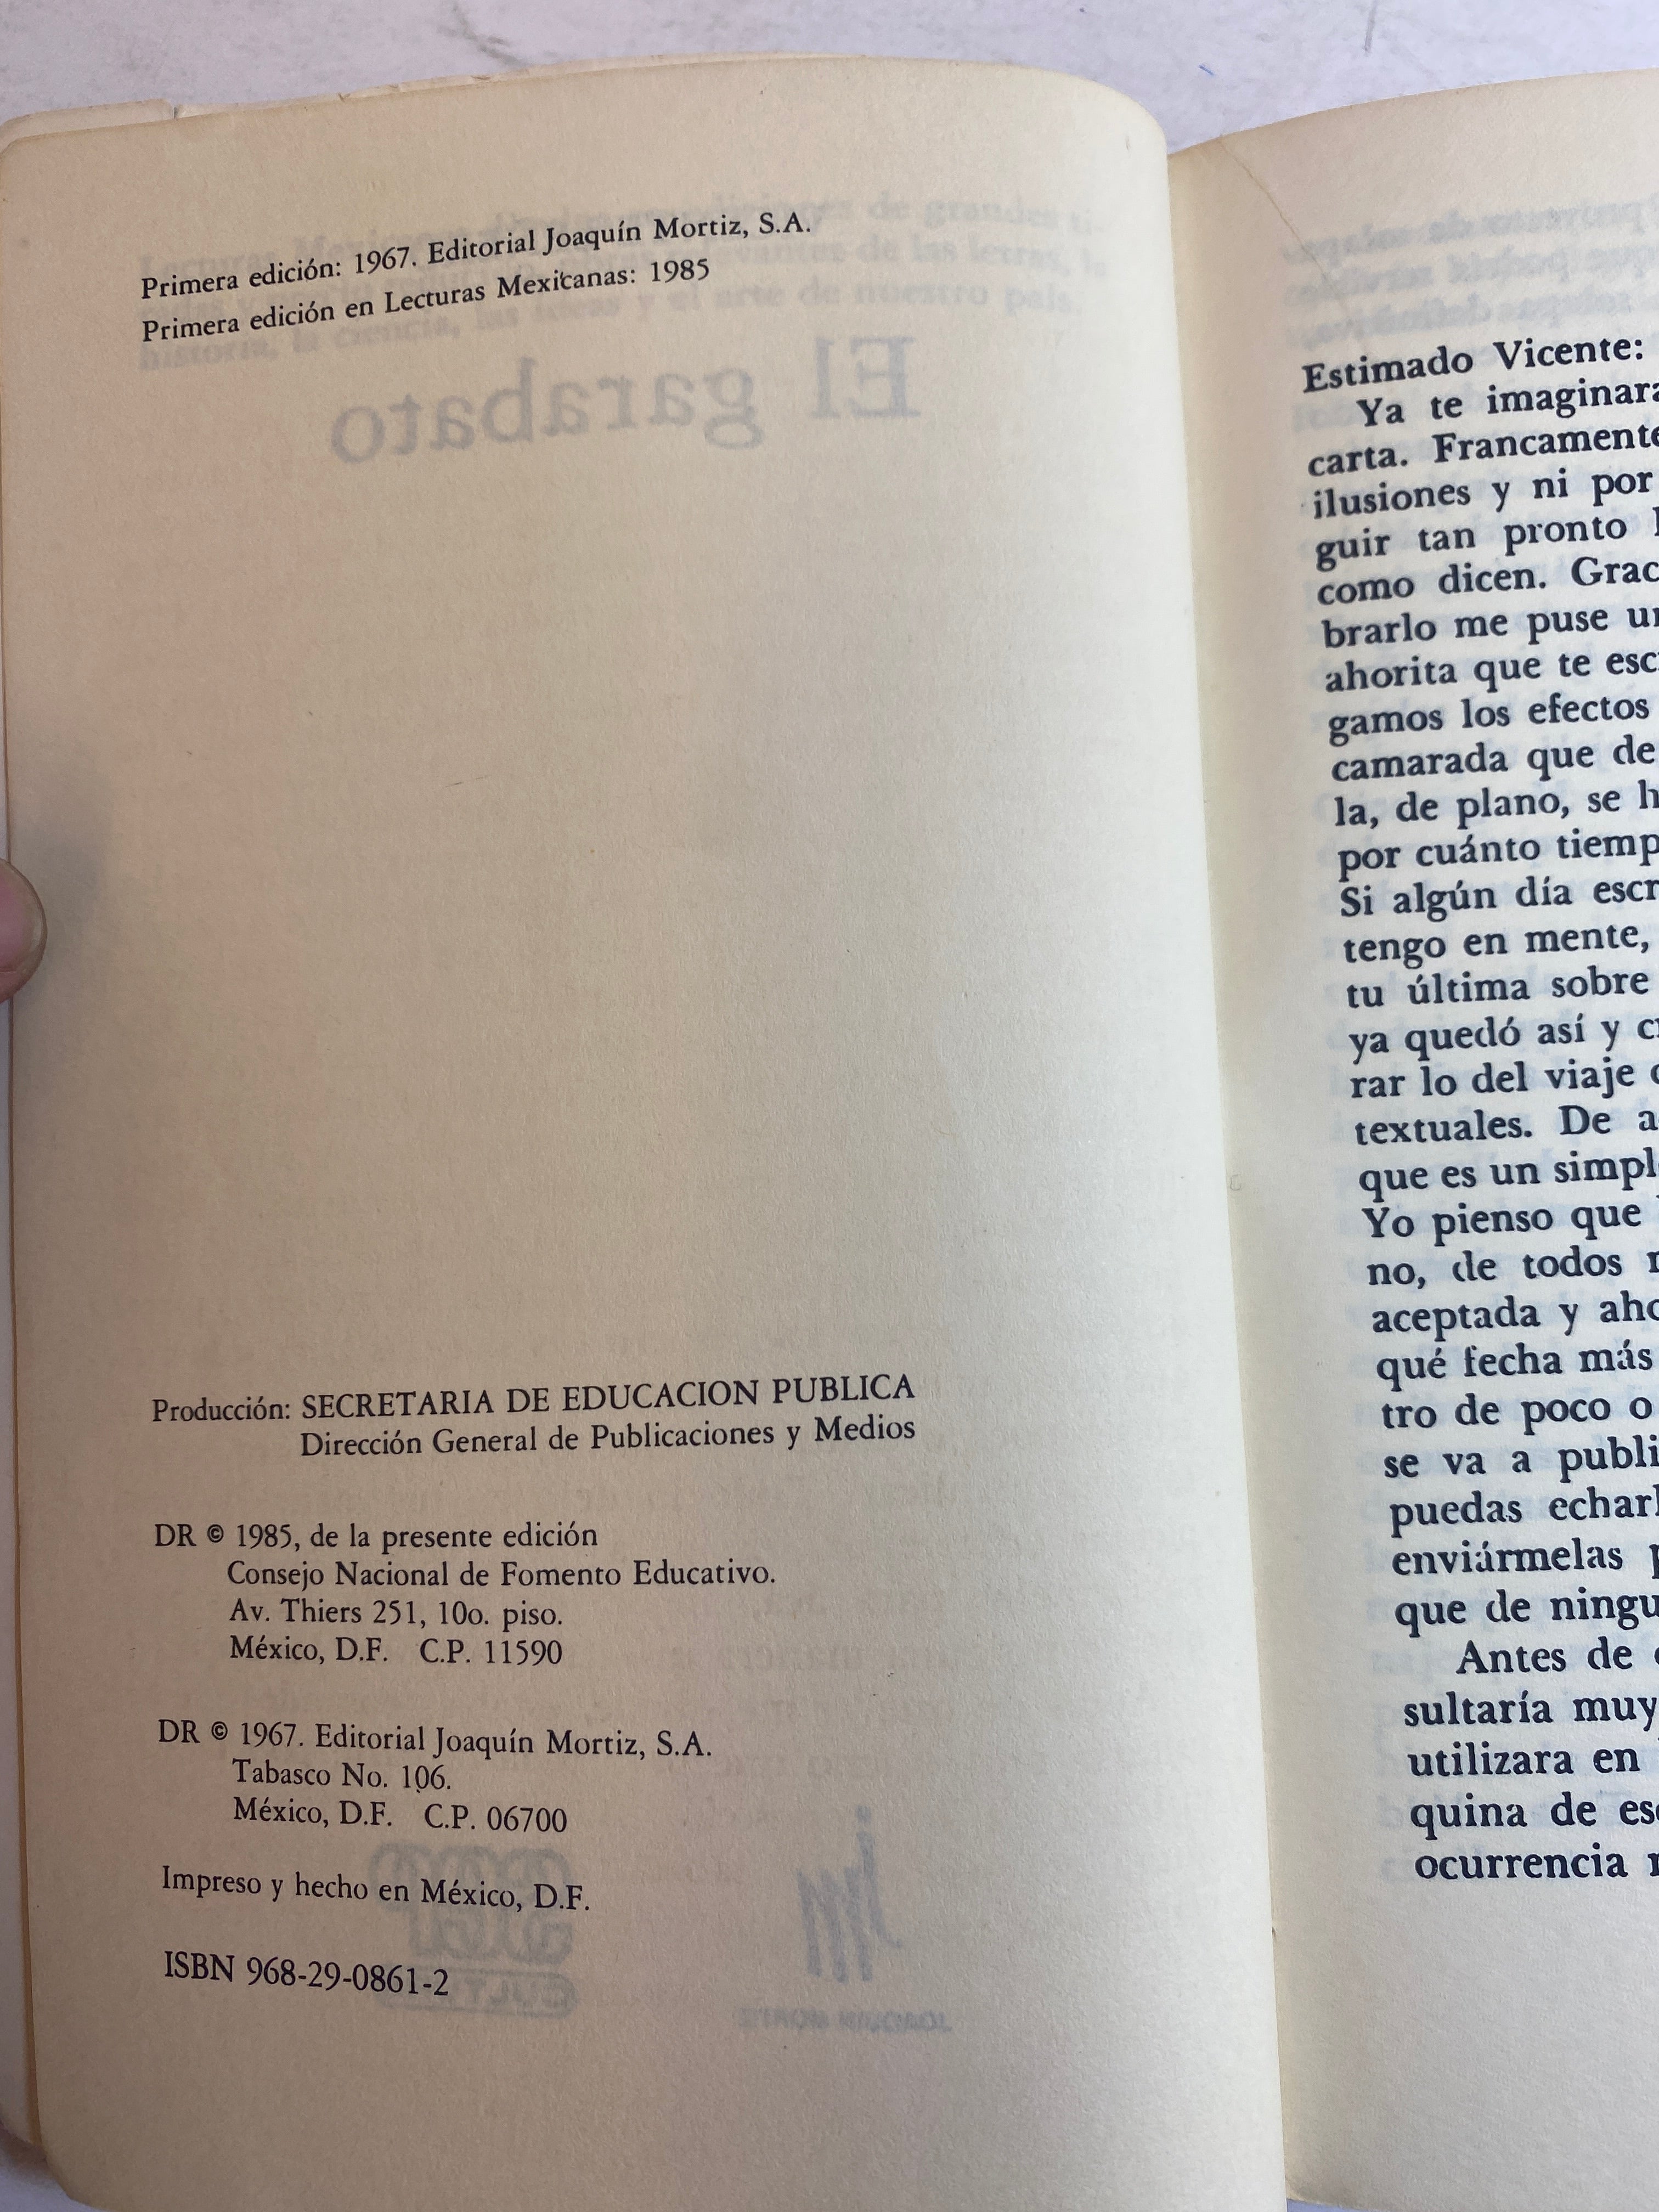 Primera edición: 1967. Editorial Joaquín Mortiz, S.A.
Primera edición en Lecturas Mexicanas: 1985
El garabato
Producción: SECRETARIA DE EDUCACION PUBLICA
Dirección General de Publicaciones y Medios
DR © 1985, de la presente edición
Consejo Nacional de Fomento Educativo.
Av. Thiers 251, 10o. piso.
México, D.F. C.P. 11590
DR © 1967. Editorial Joaquín Mortiz, S.A.
Tabasco No. 106.
México, D.F. C.P. 06700
Impreso y hecho en México, D.F.
ISBN 968-29-0861-2
Estimado Vicente:
Ya te imaginara
carta. Francamente
ilusiones y ni por
guir tan pronto
como dicen. Grac
brarlo me puse un
ahorita que te esc
gamos los efectos
camarada que de
la, de plano, se h
por cuánto tiemp
Si algún día escr
tengo en mente,
tu última sobre
ya quedó así y cr
rar lo del viaje
textuales. De a
que es un simpl
Yo pienso que
no, de todos
aceptada y aho
qué fecha más
tro de poco o
se va a publi
puedas echarl
enviármelas p
que de ningu
Antes de
sultaría muy
utilizara en
quina de esc
ocurrencia